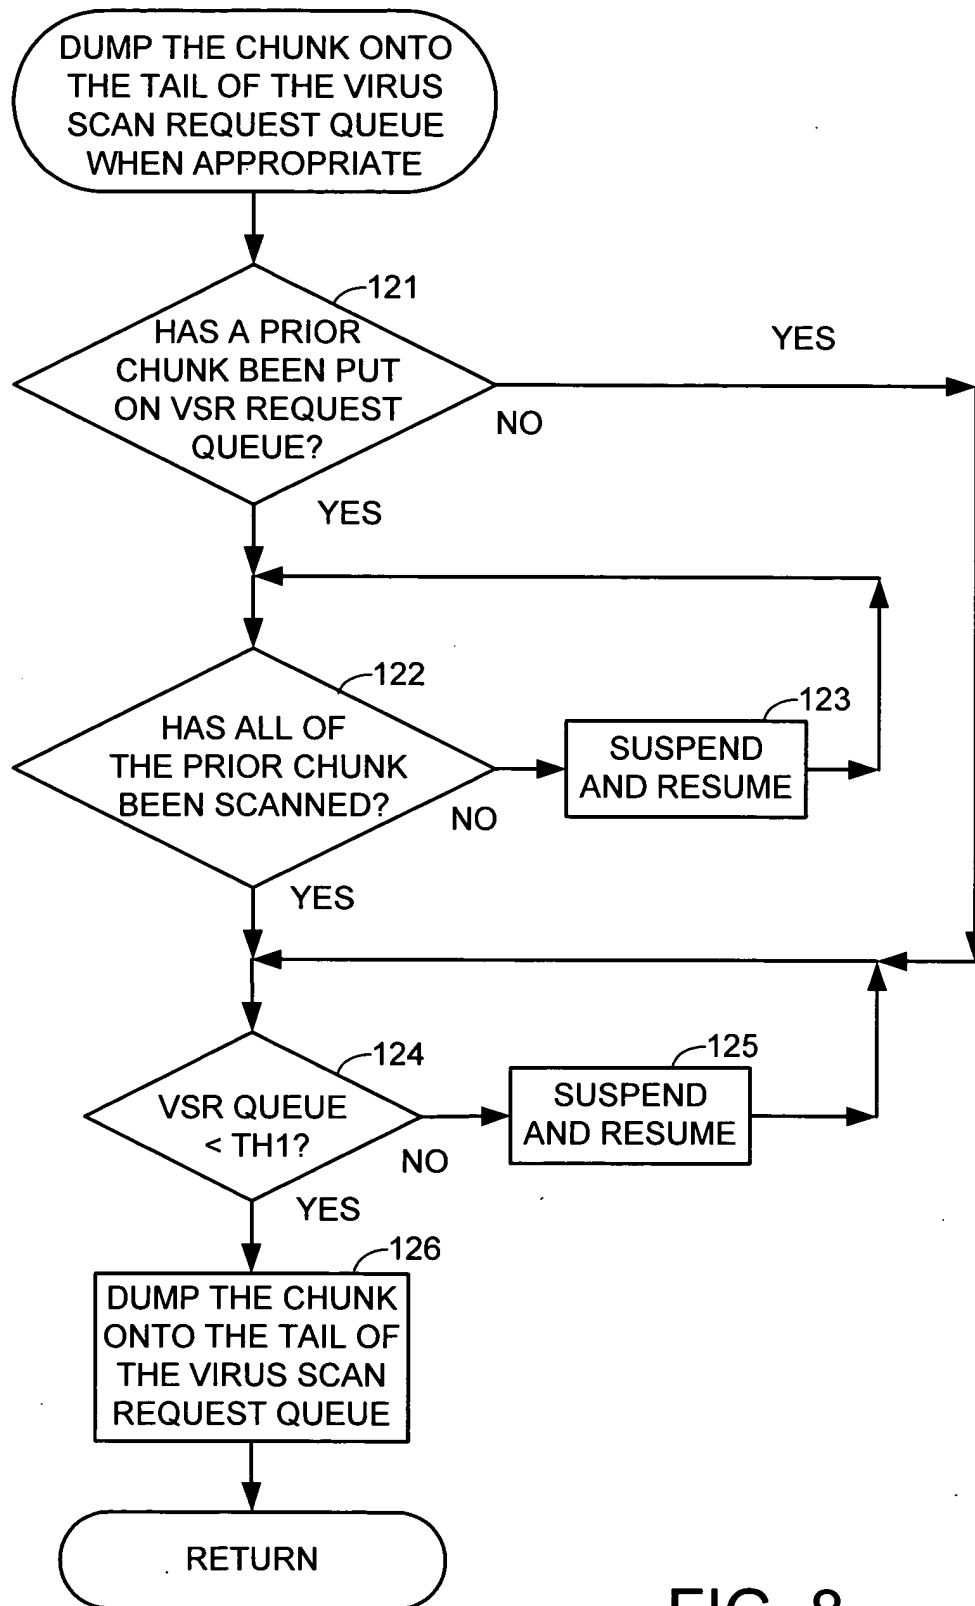 DUMP THE CHUNK ONTO
THE TAIL OF THE VIRUS
SCAN REQUEST QUEUE
WHEN APPROPRIATE
121
HAS A PRIOR
CHUNK BEEN PUT
ON VSR REQUEST
QUEUE?
YES
NO
YES
122
HAS ALL OF
THE PRIOR CHUNK
BEEN SCANNED?
NO
123
SUSPEND
AND RESUME
YES
124
VSR QUEUE
< TH1?
NO
125
SUSPEND
AND RESUME
YES
126
DUMP THE CHUNK
ONTO THE TAIL OF
THE VIRUS SCAN
REQUEST QUEUE
RETURN
FIG. 8